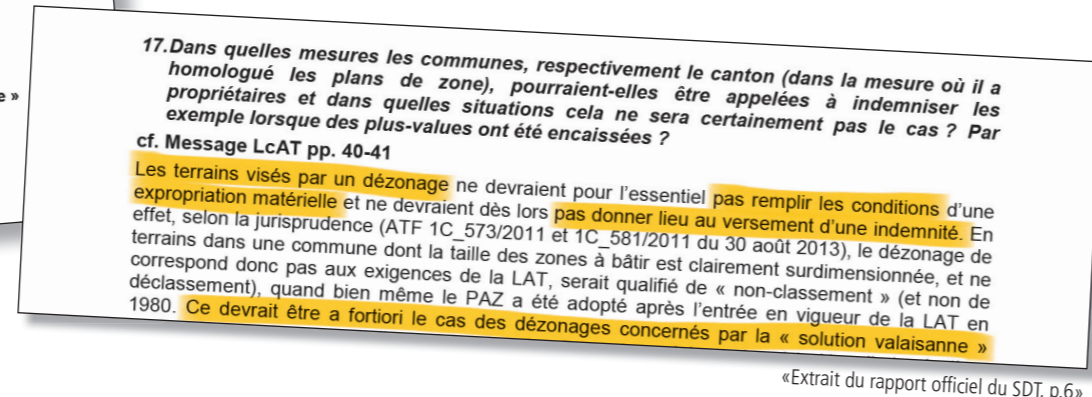 e »
17.Dans quelles mesures les communes, respectivement le canton (dans la mesure où il a
homologué les plans de zone), pourraient-elles être appelées à indemniser les
propriétaires et dans quelles situations cela ne sera certainement pas le cas ? Par
exemple lorsque des plus-values ont été encaissées ?
cf. Message LcAT pp. 40-41
Les terrains visés par un dézonage ne devraient pour l'essentiel pas remplir les conditions d'une
expropriation matérielle et ne devraient dès lors pas donner lieu au versement d'une indemnité. En
effet, selon la jurisprudence (ATF 1C_573/2011 et 1C_581/2011 du 30 août 2013), le dézonage de
terrains dans une commune dont la taille des zones à bâtir est clairement surdimensionnée, et ne
correspond donc pas aux exigences de la LAT, serait qualifié de « non-classement » (et non de
déclassement), quand bien même le PAZ a été adopté après l'entrée en vigueur de la LAT en
1980. Ce devrait être a fortiori le cas des dézonages concernés par la « solution valaisanne »
«Extrait du rapport officiel du SDT, p.6»